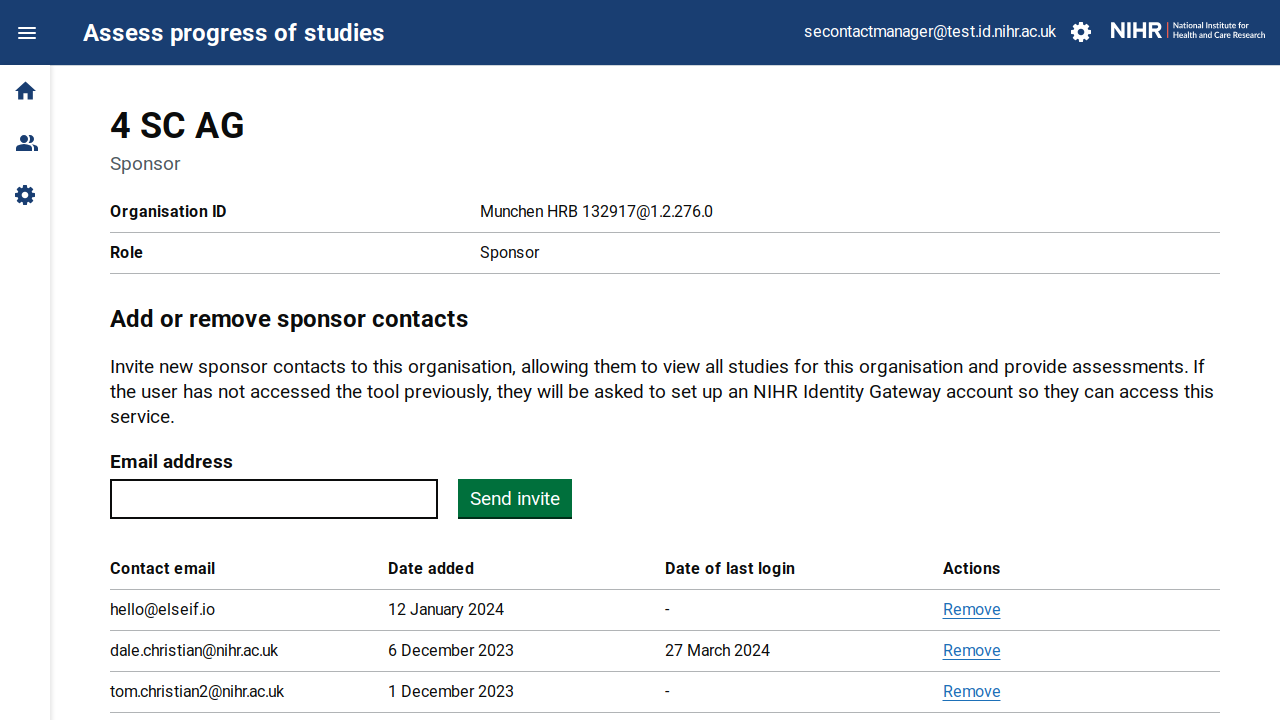 Assess progress of studies
secontactmanager@test.id.nihr.ac.uk
NIHR | National Institute for
Health and Care Research
4 SC AG
Sponsor
Organisation ID Munchen HRB 132917@1.2.276.0
Role Sponsor
Add or remove sponsor contacts
Invite new sponsor contacts to this organisation, allowing them to view all studies for this organisation and provide assessments. If
the user has not accessed the tool previously, they will be asked to set up an NIHR Identity Gateway account so they can access this
service.
Email address
Send invite
Contact email Date added Date of last login Actions
hello@elseif.io 12 January 2024 - Remove
dale.christian@nihr.ac.uk 6 December 2023 27 March 2024 Remove
tom.christian2@nihr.ac.uk 1 December 2023 - Remove